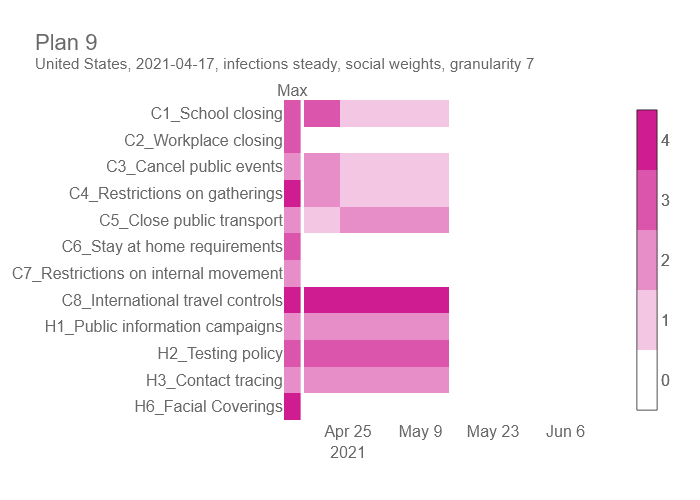 Plan 9
United States, 2021-04-17, infections steady, social weights, granularity 7
Max
C1_School closing
C2_Workplace closing
C3_Cancel public events
C4_Restrictions on gatherings
C5_Close public transport
C6_Stay at home requirements
C7_Restrictions on internal movement
C8_International travel controls
H1_Public information campaigns
H2_Testing policy
H3_Contact tracing
H6_Facial Coverings
Apr 25 May 9 May 23 Jun 6
2021
4
3
2
1
0